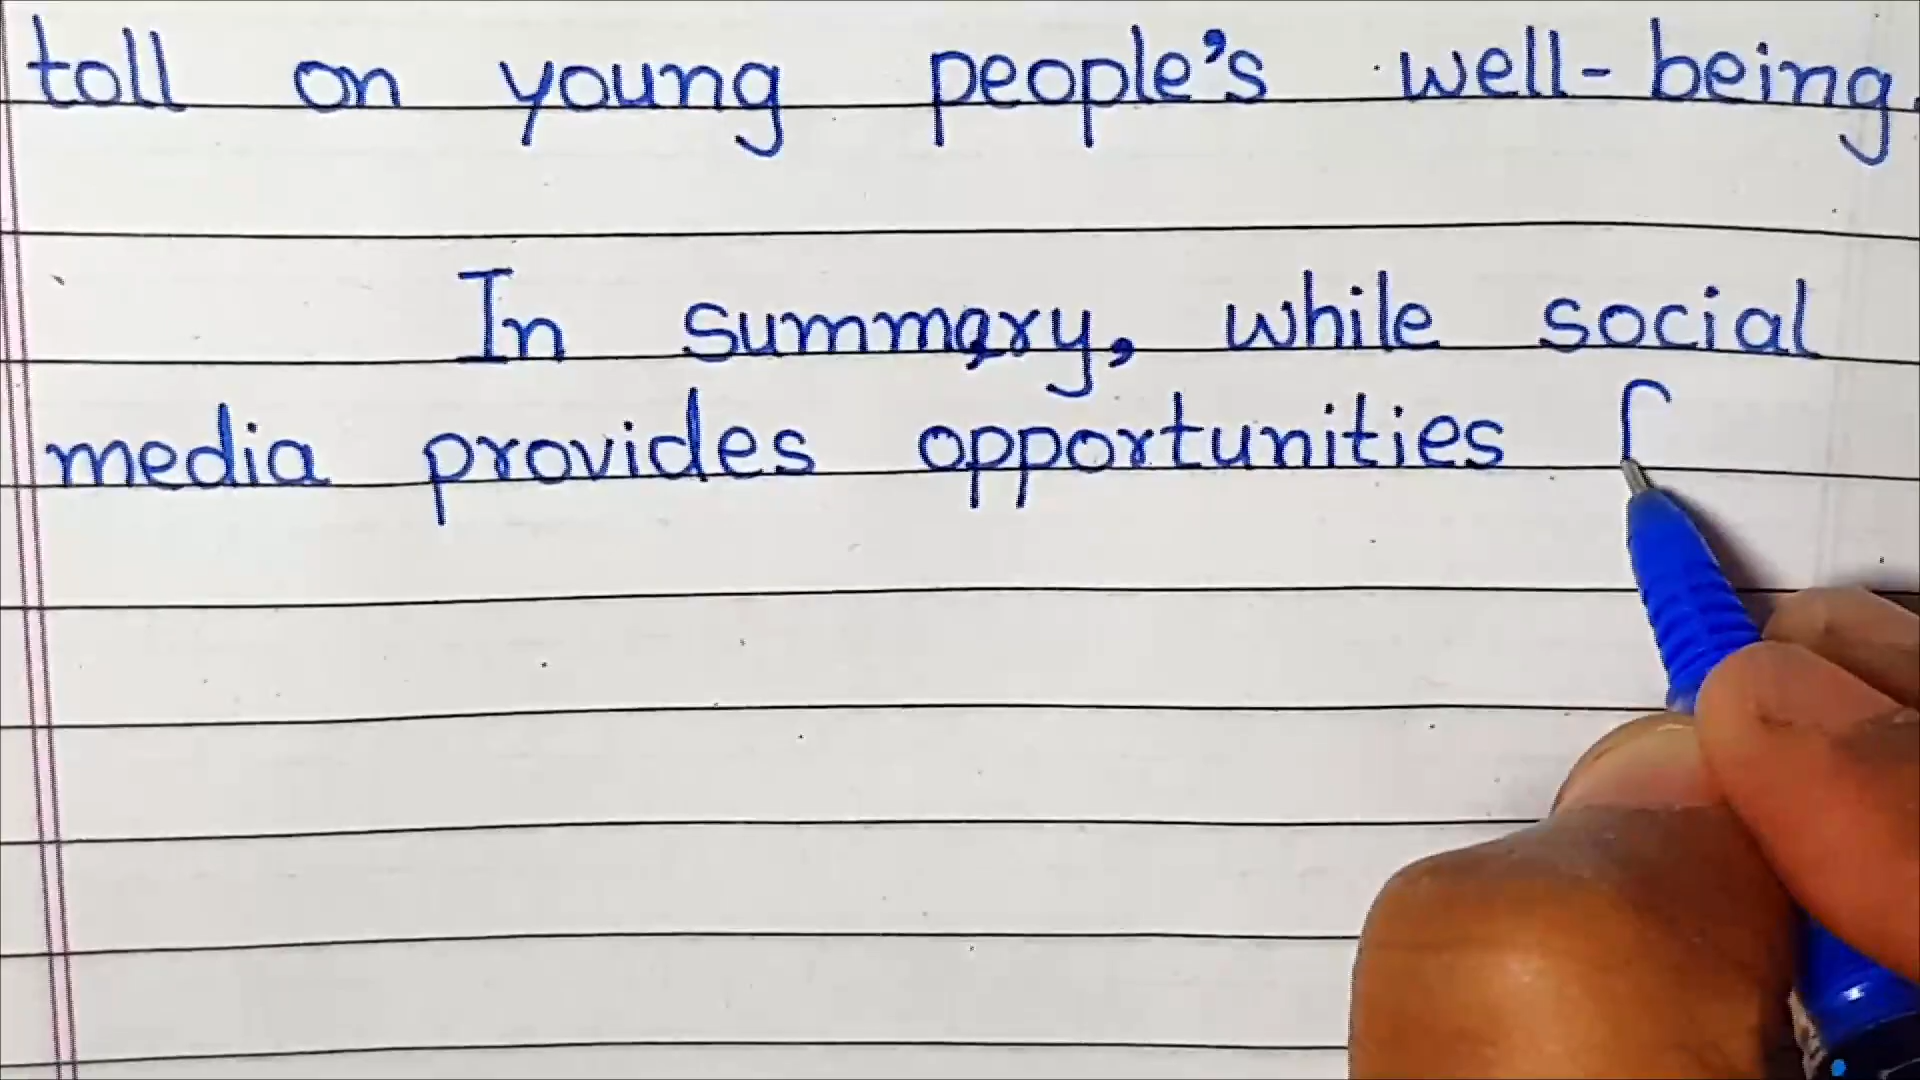 toll on young people's well-being.
In summary, while social
media provides opportunities f